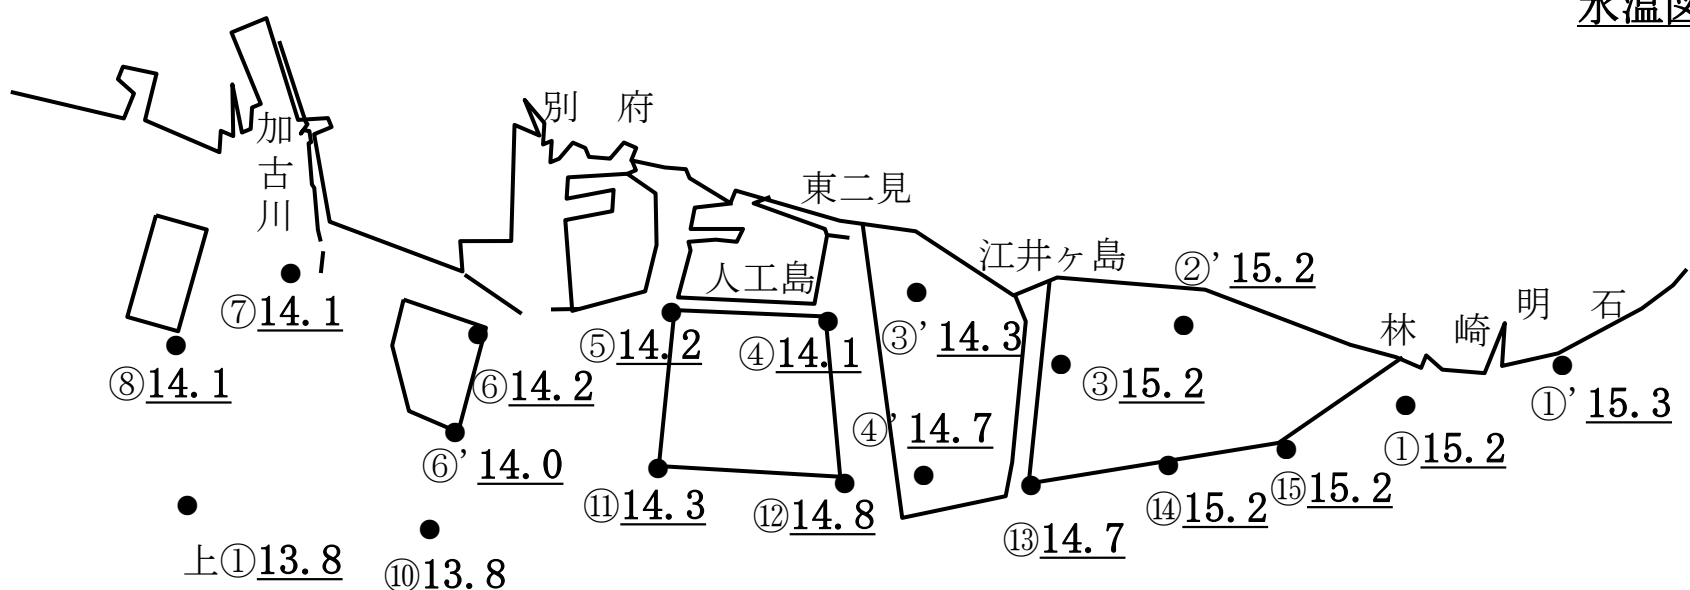 水温図
別 府
加古川
東二見
江井ヶ島
②' 15.2
人工島
明 石
⑦14.1
林 崎
⑤14.2
④14.1
③' 14.3
⑧14.1
⑥14.2
③15.2
①' 15.3
④' 14.7
⑥' 14.0
①15.2
⑪14.3
⑫14.8
⑭15.2
⑮15.2
⑬14.7
上①13.8
⑩13.8